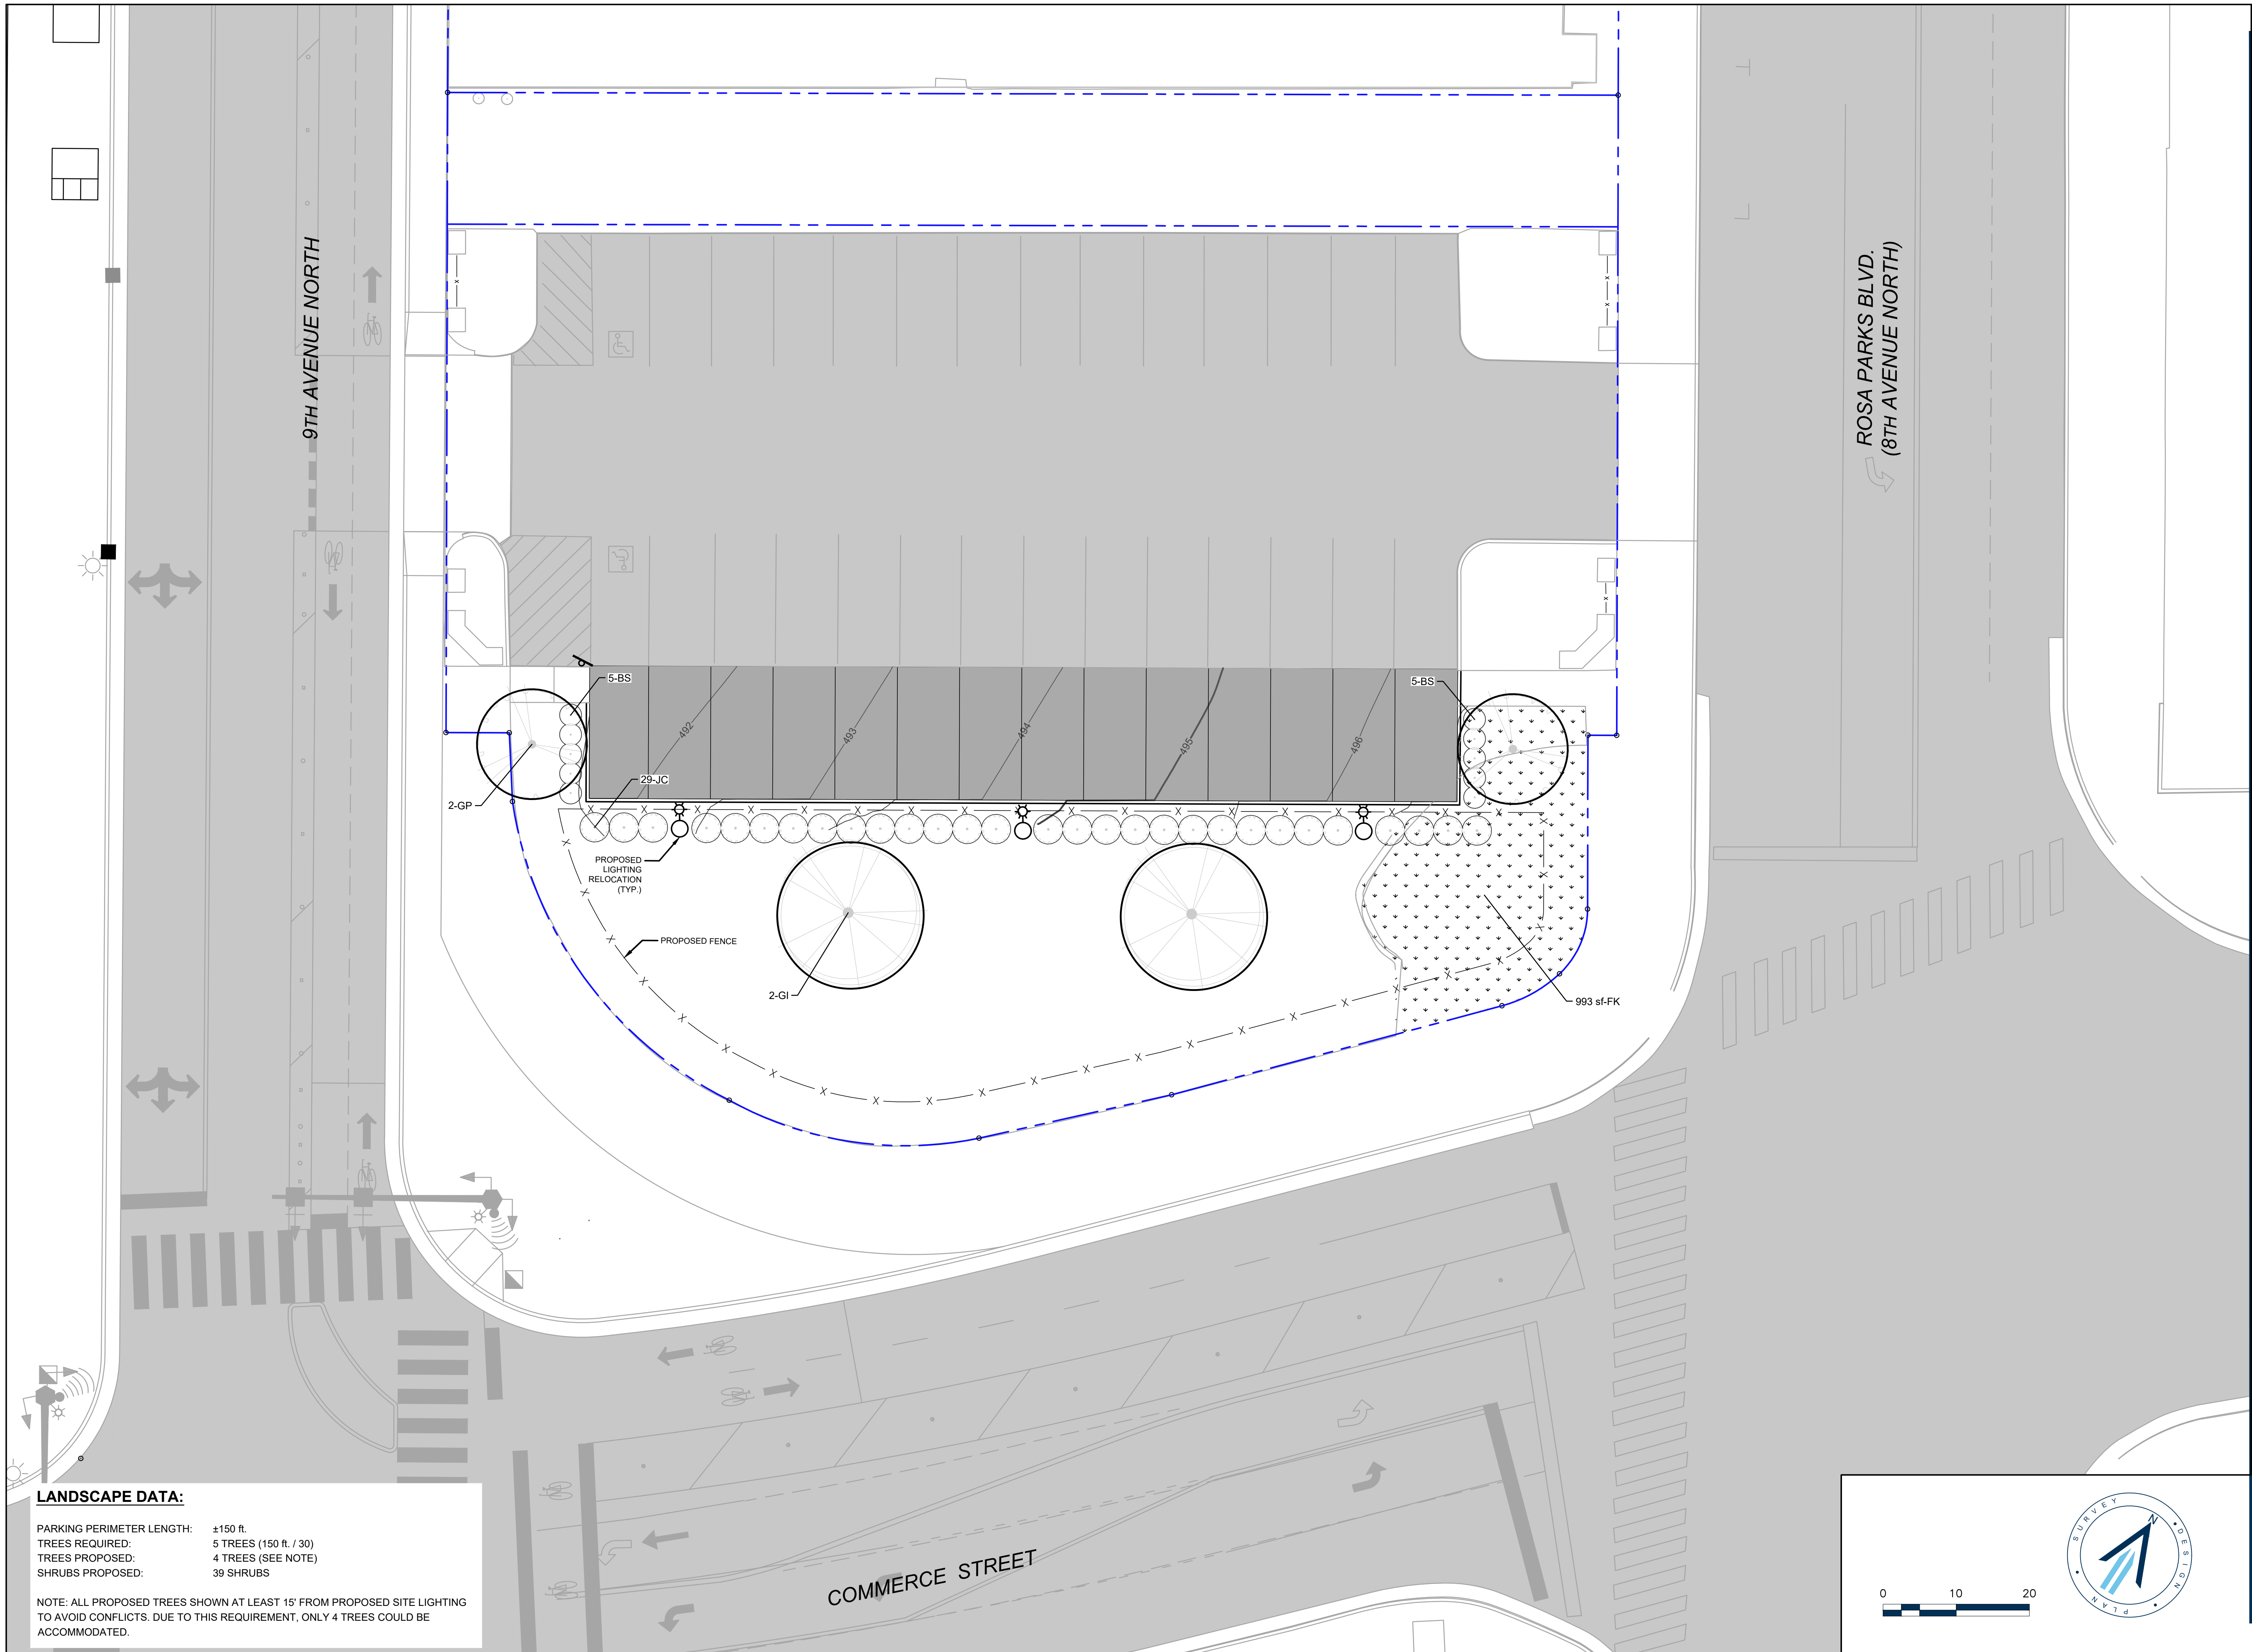 9TH AVENUE NORTH
ROSA PARKS BLVD.
(8TH AVENUE NORTH)
5-BS
5-BS
492
493
494
495
496
29-JC
2-GP
PROPOSED
LIGHTING
RELOCATION
(TYP.)
PROPOSED FENCE
2-GI
993 sf-FK
COMMERCE STREET
LANDSCAPE DATA:
PARKING PERIMETER LENGTH: ±150 ft.
TREES REQUIRED: 5 TREES (150 ft. / 30)
TREES PROPOSED: 4 TREES (SEE NOTE)
SHRUBS PROPOSED: 39 SHRUBS
NOTE: ALL PROPOSED TREES SHOWN AT LEAST 15' FROM PROPOSED SITE LIGHTING
TO AVOID CONFLICTS. DUE TO THIS REQUIREMENT, ONLY 4 TREES COULD BE
ACCOMMODATED.
0 10 20
SURVEY • DESIGN • PLAN •
N